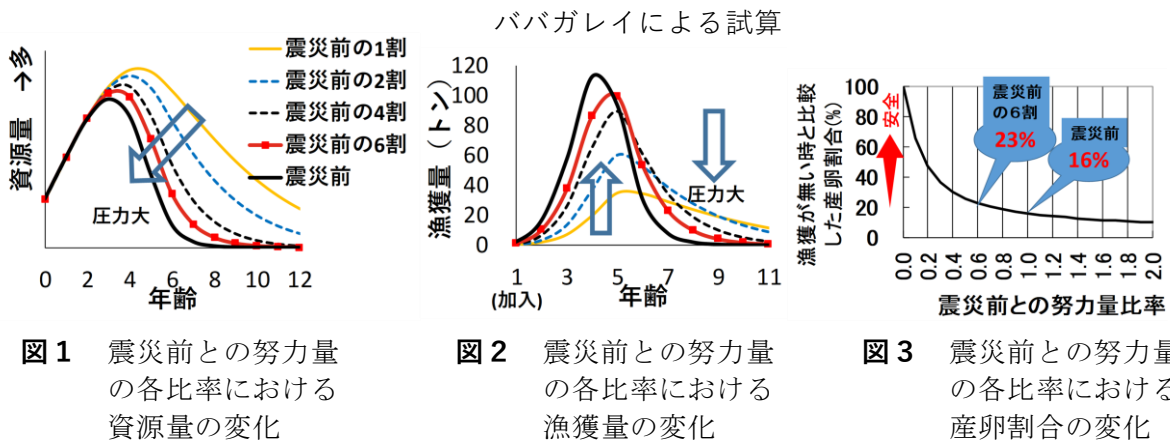 ババガレイによる試算
資源量 →多
震災前の1割
震災前の2割
震災前の4割
震災前の6割
震災前
圧力大
0 2 4 6 8 10 12
年齢
漁獲量(トン)
120
100
80
60
40
20
0
圧力大
1 3 5 7 9 11
(加入)
年齢
漁獲が無い時と比較
した産卵割合(%)
100
80
60
40
20
0
安全
震災前
の6割
23%
震災前
16%
0.0 0.2 0.4 0.6 0.8 1.0 1.2 1.4 1.6 1.8 2.0
震災前との努力量比率
図1 震災前との努力量
の各比率における
資源量の変化
図2 震災前との努力量
の各比率における
漁獲量の変化
図3 震災前との努力量
の各比率における
産卵割合の変化